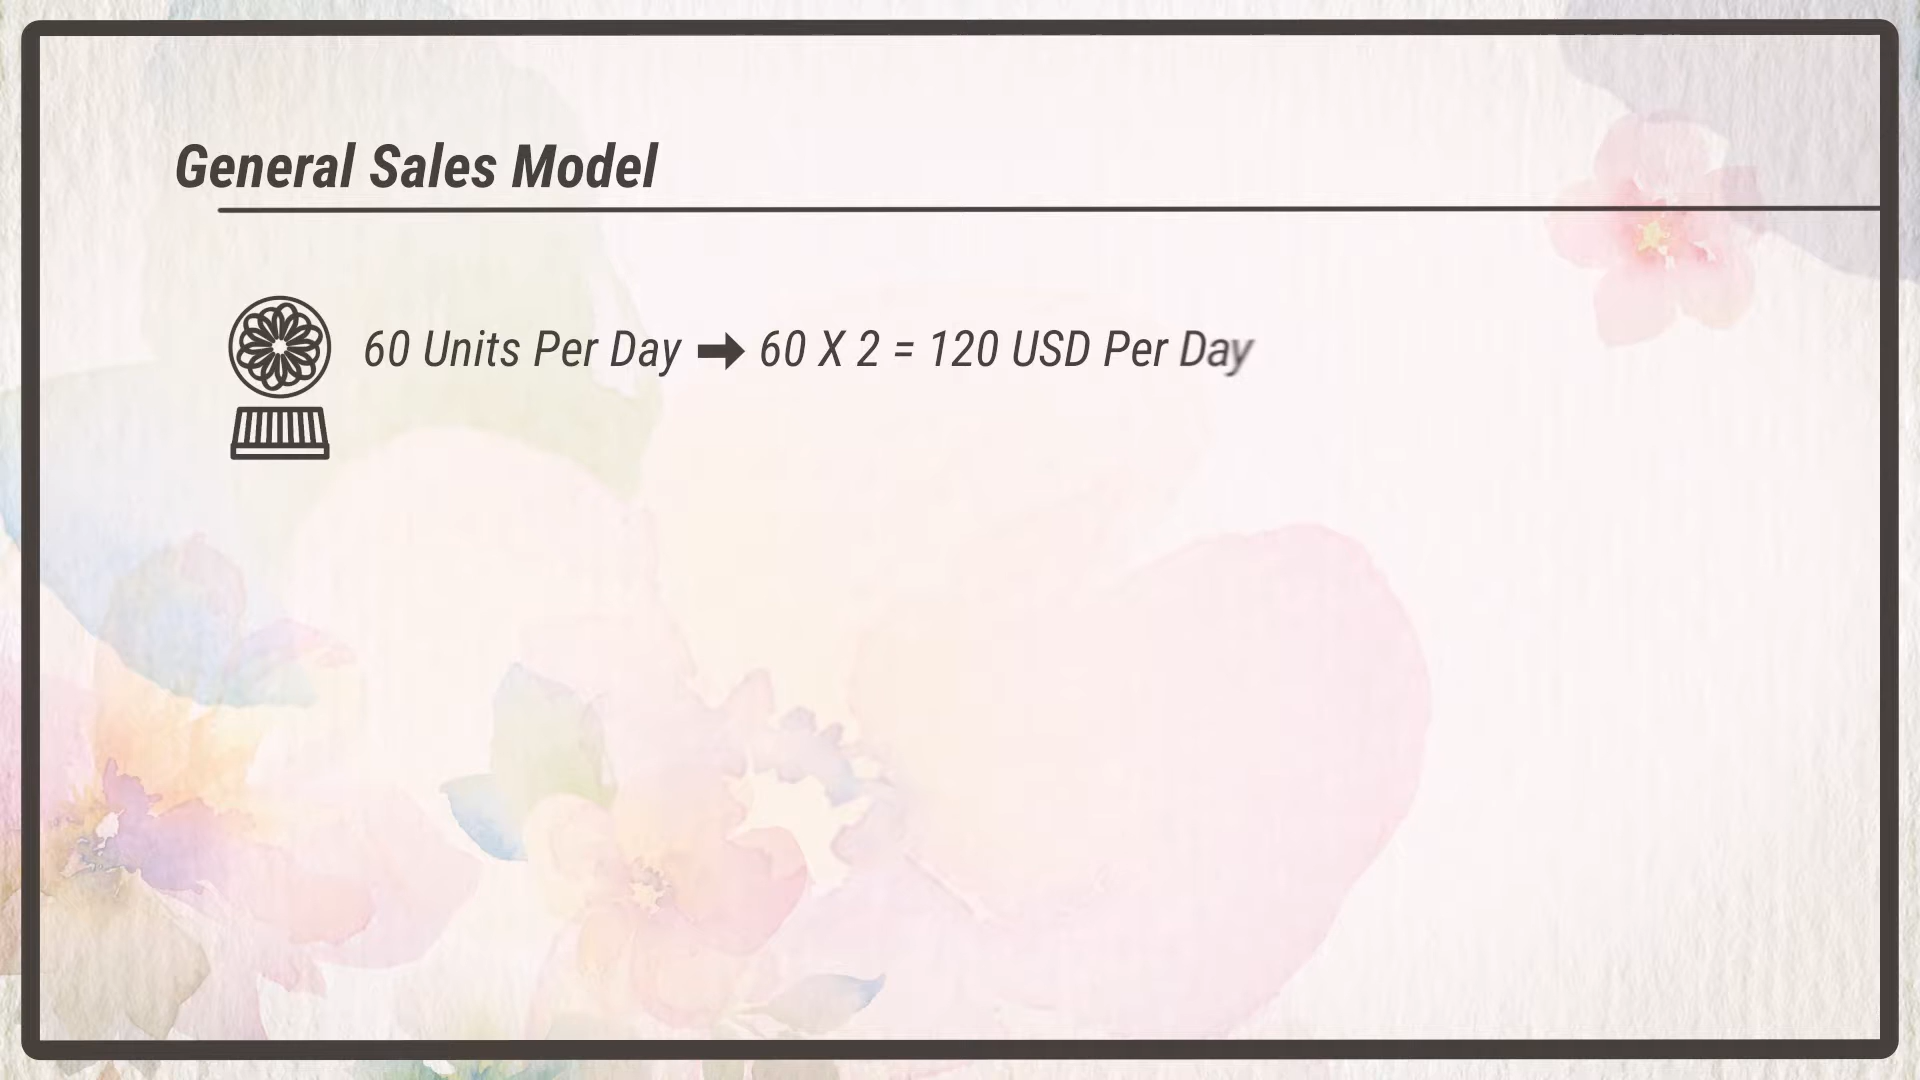 General Sales Model
60 Units Per Day ➡ 60 X 2 = 120 USD Per Day